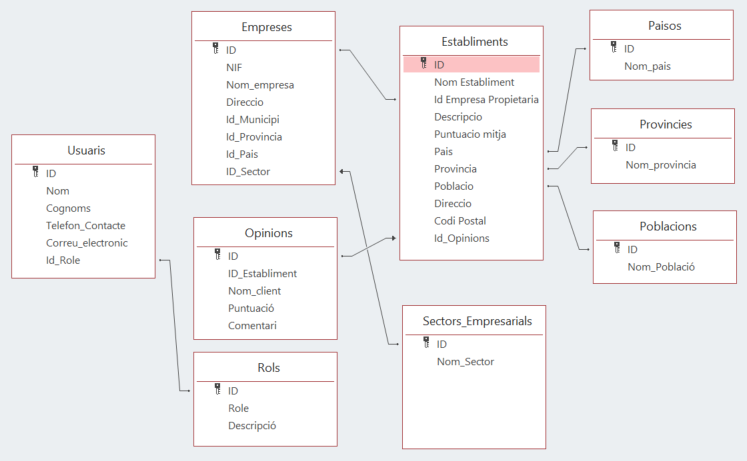 Empreses
ID
NIF
Nom_empresa
Direccio
Id_Municipi
Id_Provincia
Id_Pais
ID_Sector
Establiments
ID
Nom Establiment
Id Empresa Propietaria
Descripcio
Puntuacio mitja
Pais
Provincia
Poblacio
Direccio
Codi Postal
Id_Opinions
Paisos
ID
Nom_pais
Provincies
ID
Nom_provincia
Poblacions
ID
Nom_Població
Usuaris
ID
Nom
Cognoms
Telefon_Contacte
Correu_electronic
Id_Role
Opinions
ID
ID_Establiment
Nom_client
Puntuació
Comentari
Sectors_Empresarials
ID
Nom_Sector
Rols
ID
Role
Descripció